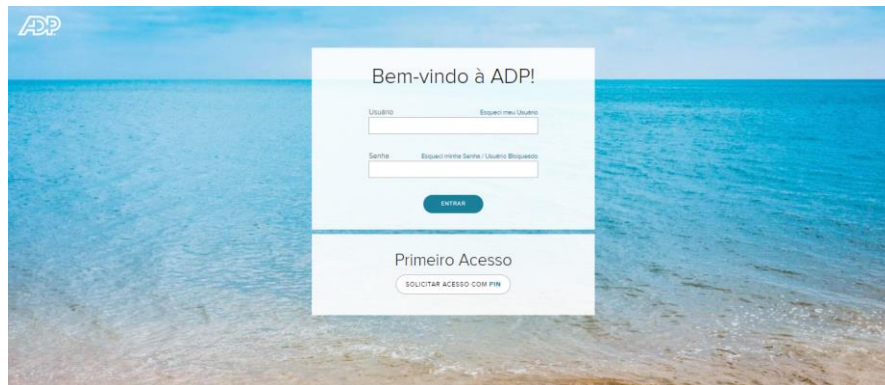 ADP
Bem-vindo à ADP!
Usuário Esqueci meu Usuário
Senha Esqueci minha Senha / Usuário Bloqueado
ENTRAR
Primeiro Acesso
SOLICITAR ACESSO COM PIN